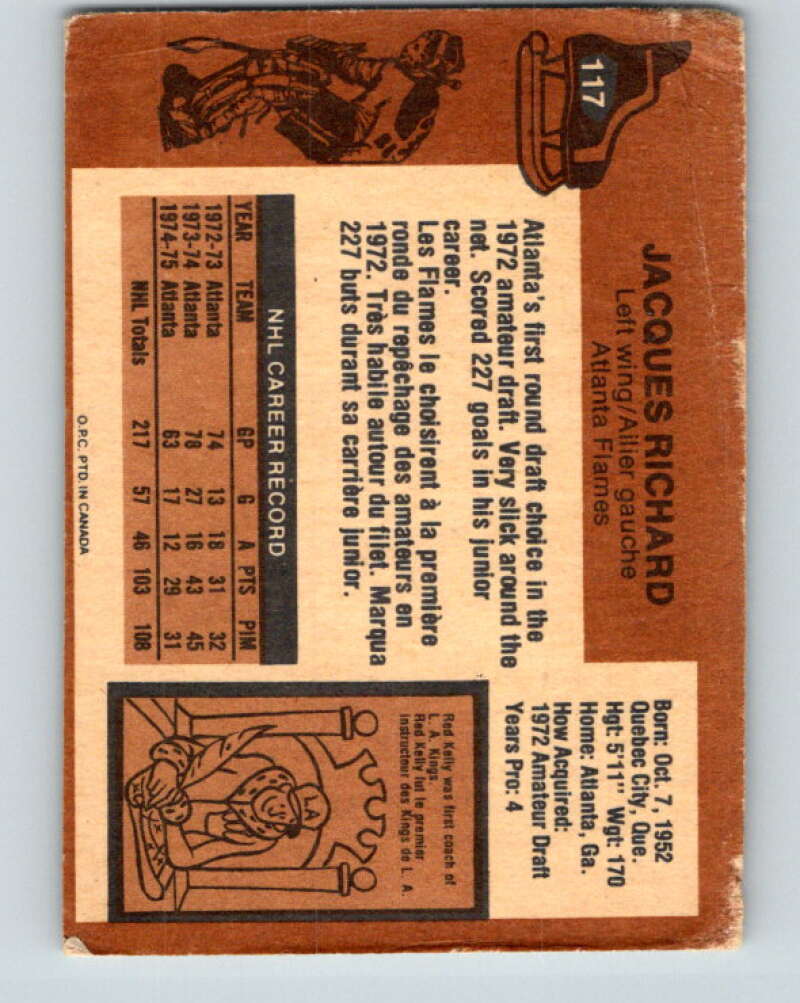 117
JACQUES RICHARD
Left wing/Ailier gauche
Atlanta Flames
Born: Oct. 7, 1952
Quebec City, Que.
Hgt: 5'11" Wgt: 170
Home: Atlanta, Ga.
How Acquired:
1972 Amateur Draft
Years Pro: 4
Atlanta's first round draft choice in the
1972 amateur draft. Very slick around the
net. Scored 227 goals in his junior
career.
Les Flames le choisirent à la première
ronde du repêchage des amateurs en
1972. Très habile autour du filet. Marqua
227 buts durant sa carrière junior.
NHL CAREER RECORD
YEAR TEAM GP G A PTS PIM
1972-73 Atlanta 74 13 18 31 32
1973-74 Atlanta 78 27 16 43 45
1974-75 Atlanta 63 17 12 29 31
NHL Totals 217 57 46 103 108
Red Kelly was first coach of
L. A. Kings.
Red Kelly fut le premier
instructeur des Kings de L. A.
LA
O.P.C. PTD. IN CANADA